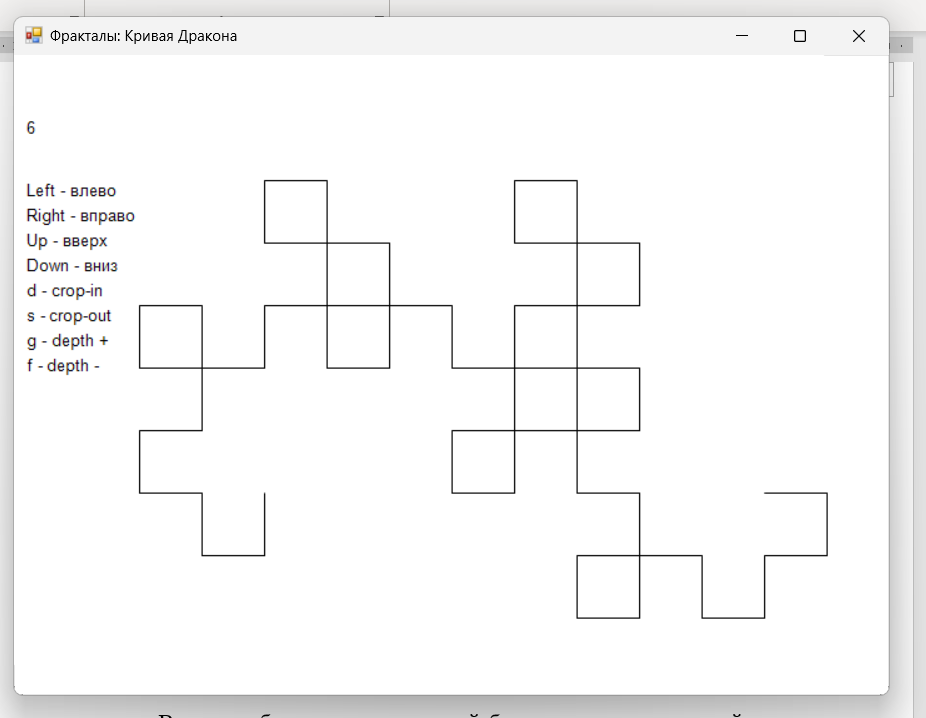 Фракталы: Кривая Дракона
6
Left - влево
Right - вправо
Up - вверх
Down - вниз
d - crop-in
s - crop-out
g - depth +
f - depth -